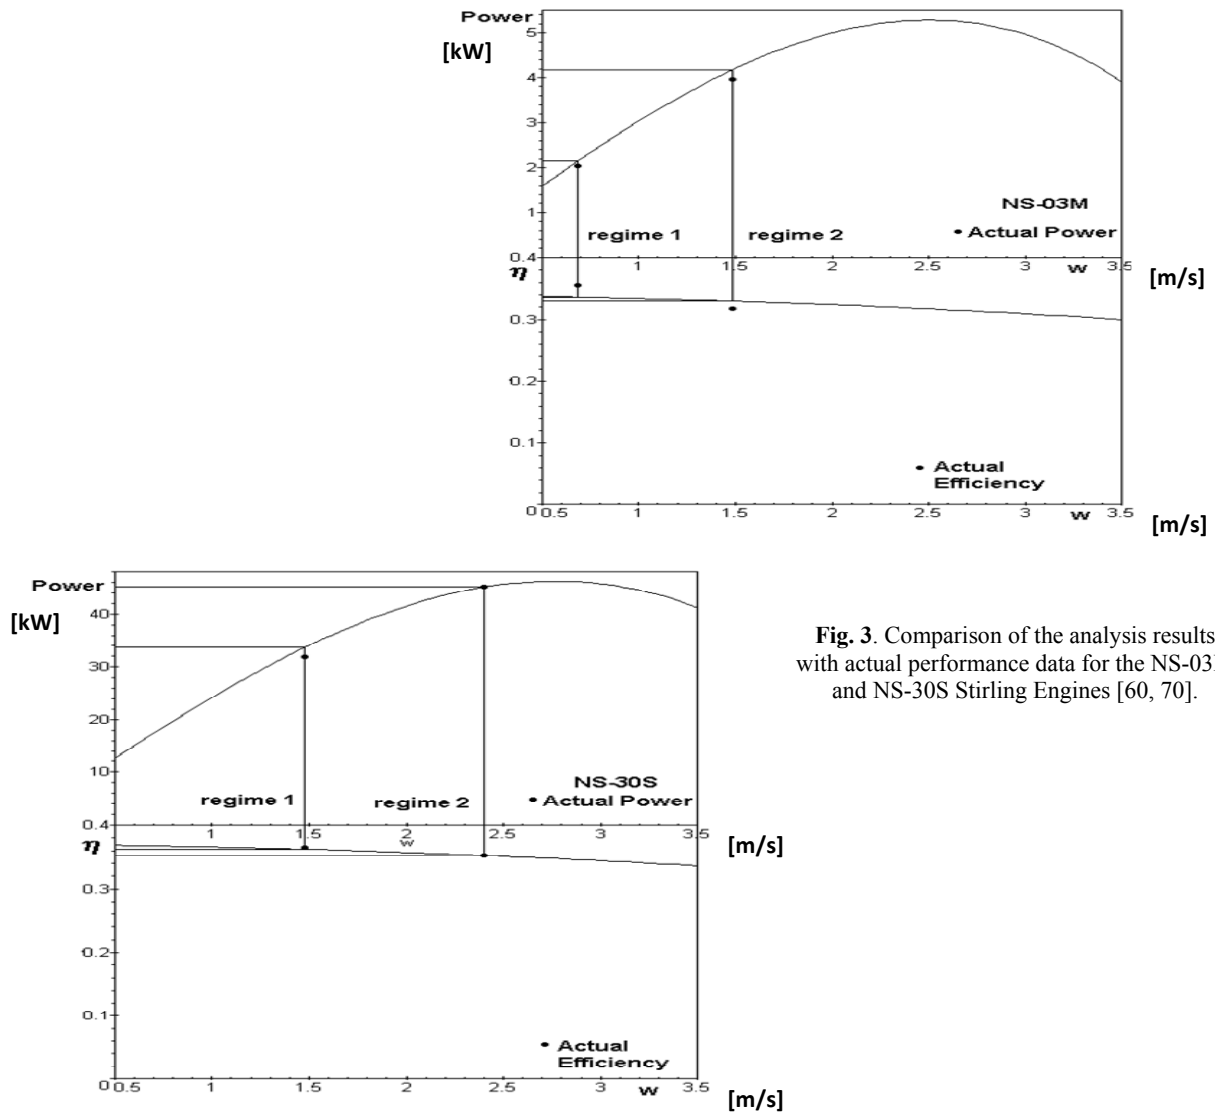 Power
[kW]
5
4
3
2
1
NS-03M
Actual Power
regime 1
regime 2
0.4
η
1
1.5
2
2.5
3
3.5
w
[m/s]
0.3
0.2
0.1
Actual
Efficiency
0 0.5
1
1.5
2
2.5
3
w
3.5
[m/s]
Power
[kW]
40
30
20
10
NS-30S
Actual Power
regime 1
regime 2
0.4
η
1
1.5
2
w
2.5
3
3.5
[m/s]
0.3
0.2
0.1
Actual
Efficiency
0 0.5
1
1.5
2
2.5
3
w
3.5
[m/s]
Fig. 3. Comparison of the analysis results
with actual performance data for the NS-03
and NS-30S Stirling Engines [60, 70].